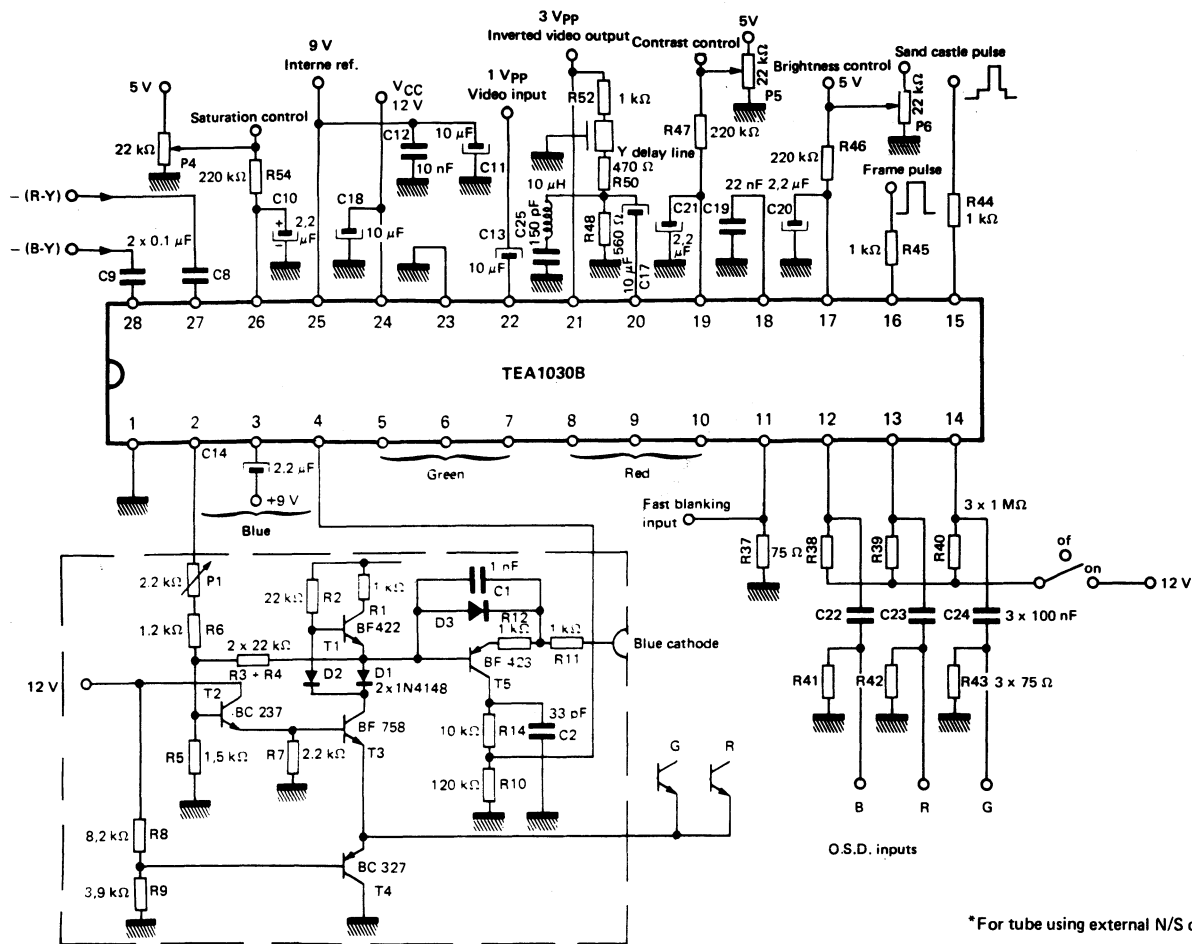 3 Vpp
Inverted video output
9 V
Interne ref.
1 Vpp
Video input
VCC
12 V
5 V
Saturation control
22 kΩ
P4
220 kΩ
R54
C10
2,2
μF
+
C12
10 nF
10 μF
C11
C18
10 μF
C13
10 μF
R52
1 kΩ
Y delay line
470 Ω
R50
10 μH
C25
150 pF
R48
560 Ω
10 μF
C17
Contrast control
5V
22 kΩ
P5
R47
220 kΩ
C21
2,2
μF
C19
22 nF
Brightness control
5 V
22 kΩ
P6
R46
220 kΩ
2,2 μF
C20
Sand castle pulse
Frame pulse
1 kΩ
R45
R44
1 kΩ
– (R-Y)
– (B-Y)
2 x 0.1 μF
C9
C8
28 27 26 25 24 23 22 21 20 19 18 17 16 15
TEA1030B
1 2 3 4 5 6 7 8 9 10 11 12 13 14
C14
2.2 μF
+9 V
Blue
Green
Red
Fast blanking
input
R37
75 Ω
R38
R39
R40
3 x 1 MΩ
of
on
12 V
C22
C23
C24
3 x 100 nF
R41
R42
R43
3 x 75 Ω
B
R
G
O.S.D. inputs
2.2 kΩ
P1
1.2 kΩ
R6
2 x 22 kΩ
R3 + R4
22 kΩ
R2
1 kΩ
R1
BF422
T1
D2
D1
2x1N4148
1 nF
C1
D3
R12
1 kΩ
1 kΩ
R11
Blue cathode
BF 423
T5
12 V
T2
BC 237
R5
1,5 kΩ
R7
2.2 kΩ
BF 758
T3
10 kΩ
R14
33 pF
C2
120 kΩ
R10
G
R
8,2 kΩ
R8
3,9 kΩ
R9
BC 327
T4
*For tube using external N/S